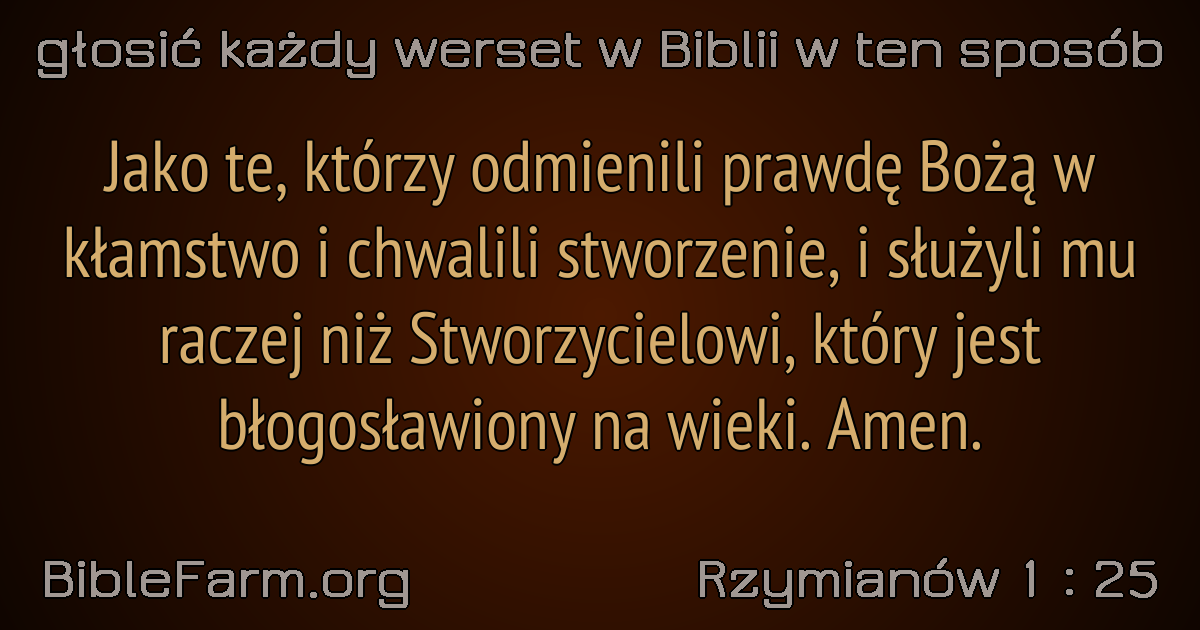 głosić każdy werset w Biblii w ten sposób
Jako te, którzy odmienili prawdę Bożą w
kłamstwo i chwalili stworzenie, i służyli mu
raczej niż Stworzycielowi, który jest
błogosławiony na wieki. Amen.
BibleFarm.org
Rzymianów 1 : 25